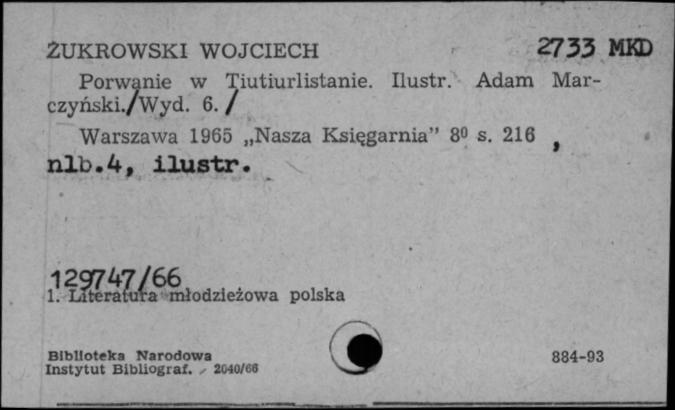 ŻUKROWSKI WOJCIECH 2733 MKD
Porwanie w Tiutiurlistanie. Ilustr. Adam Mar-
czyński./Wyd. 6./
Warszawa 1965 „Nasza Księgarnia” 8⁰ s. 216 ,
nlb.4, ilustr.
129747/66
1. Literatura młodzieżowa polska
Biblioteka Narodowa
Instytut Bibliograf. 2040/66 884-93